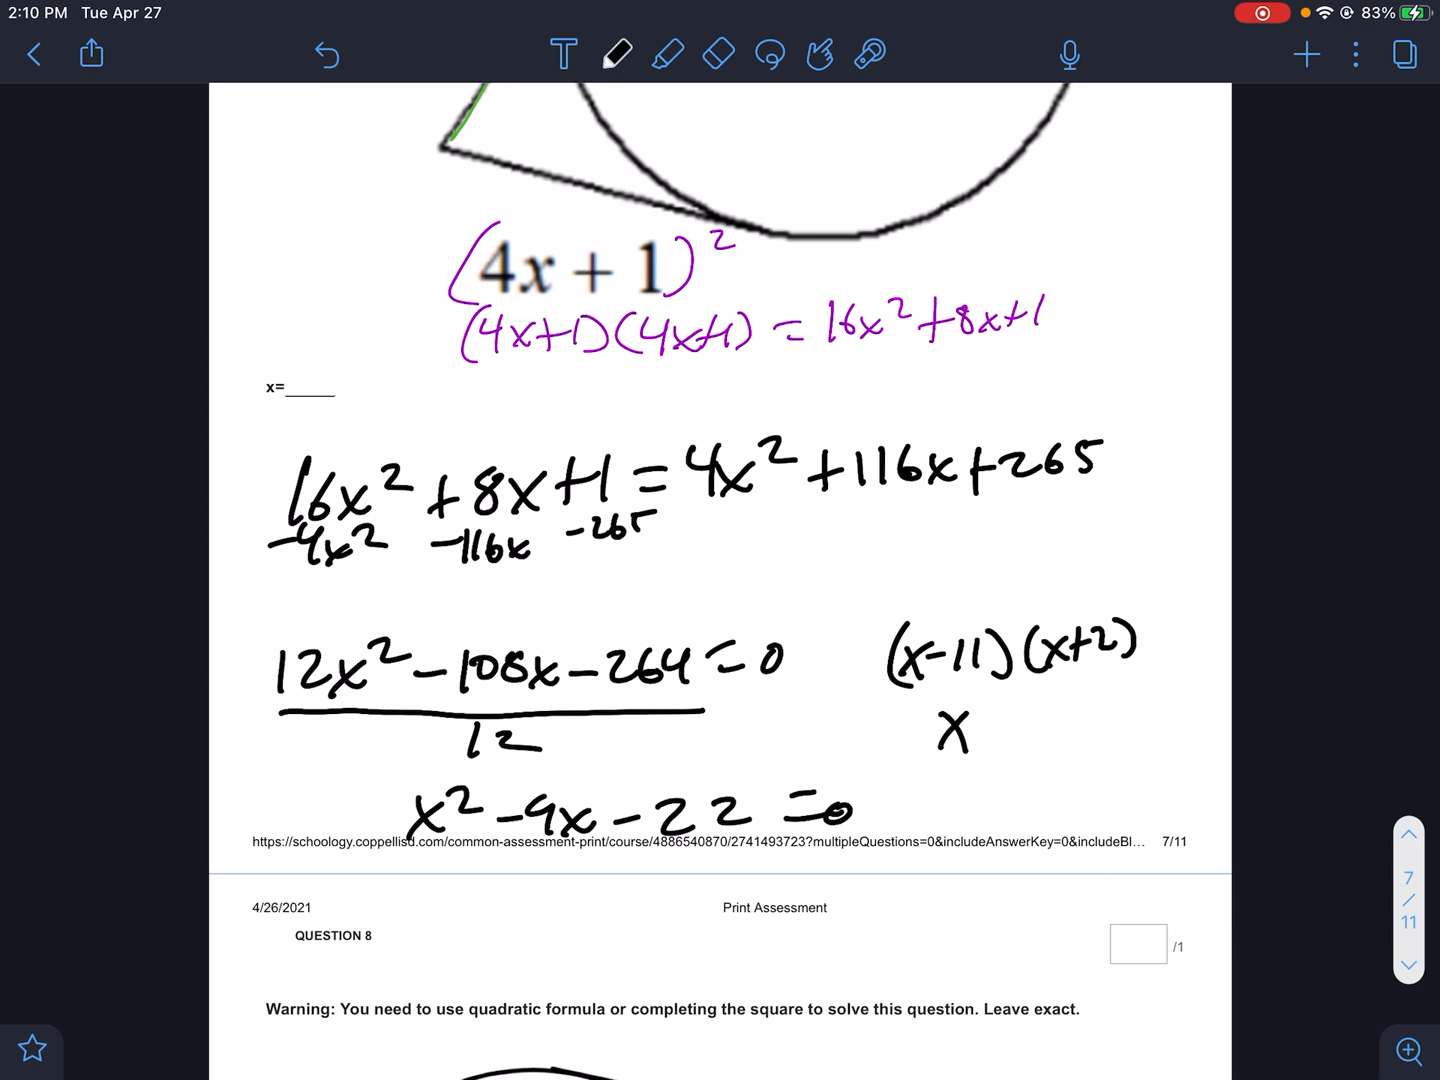 2:10 PM Tue Apr 27
83%
T
(4x + 1)²
(4x+1)(4x+1) = 16x² + 8x + 1
x=_____
16x² + 8x + 1 = 4x² + 116x + 265
-4x² -116x -265
12x² - 108x - 264 = 0
12
(x-11)(x+2)
x
x² - 9x - 22 = 0
https://schoology.coppellisd.com/common-assessment-print/course/4886540870/2741493723?multipleQuestions=0&includeAnswerKey=0&includeBl... 7/11
7
/
11
4/26/2021 Print Assessment
QUESTION 8
/1
Warning: You need to use quadratic formula or completing the square to solve this question. Leave exact.